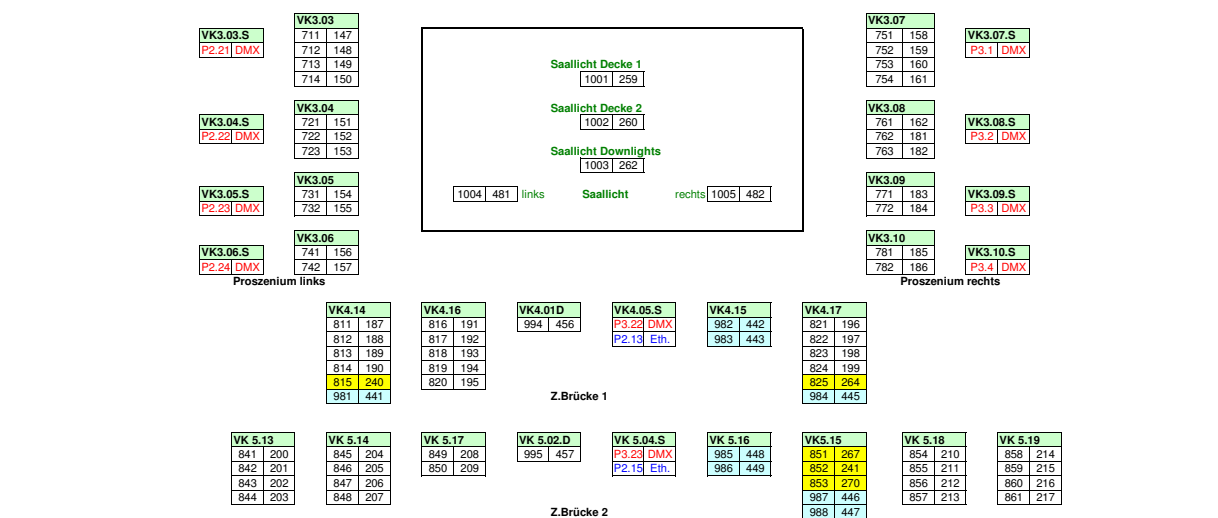 VK3.03 VK3.07
VK3.03.S 711 147 751 158 VK3.07.S
P2.21 DMX 712 148 752 159 P3.1 DMX
713 149 Saallicht Decke 1 753 160
714 150 1001 259 754 161
VK3.04 Saallicht Decke 2 VK3.08
VK3.04.S 721 151 1002 260 761 162 VK3.08.S
P2.22 DMX 722 152 762 181 P3.2 DMX
723 153 Saallicht Downlights 763 182
1003 262
VK3.05 VK3.09
VK3.05.S 731 154 1004 481 links Saallicht rechts 1005 482 771 183 VK3.09.S
P2.23 DMX 732 155 772 184 P3.3 DMX
VK3.06 VK3.10
VK3.06.S 741 156 781 185 VK3.10.S
P2.24 DMX 742 157 782 186 P3.4 DMX
Proszenium links Proszenium rechts
VK4.14 VK4.16 VK4.01D VK4.05.S VK4.15 VK4.17
811 187 816 191 994 456 P3.22 DMX 982 442 821 196
812 188 817 192 P2.13 Eth. 983 443 822 197
813 189 818 193 823 198
814 190 819 194 824 199
815 240 820 195 825 264
981 441 Z.Brücke 1 984 445
VK 5.13 VK 5.14 VK 5.17 VK 5.02.D VK 5.04.S VK 5.16 VK5.15 VK 5.18 VK 5.19
841 200 845 204 849 208 995 457 P3.23 DMX 985 448 851 267 854 210 858 214
842 201 846 205 850 209 P2.15 Eth. 986 449 852 241 855 211 859 215
843 202 847 206 853 270 856 212 860 216
844 203 848 207 987 446 857 213 861 217
Z.Brücke 2 988 447